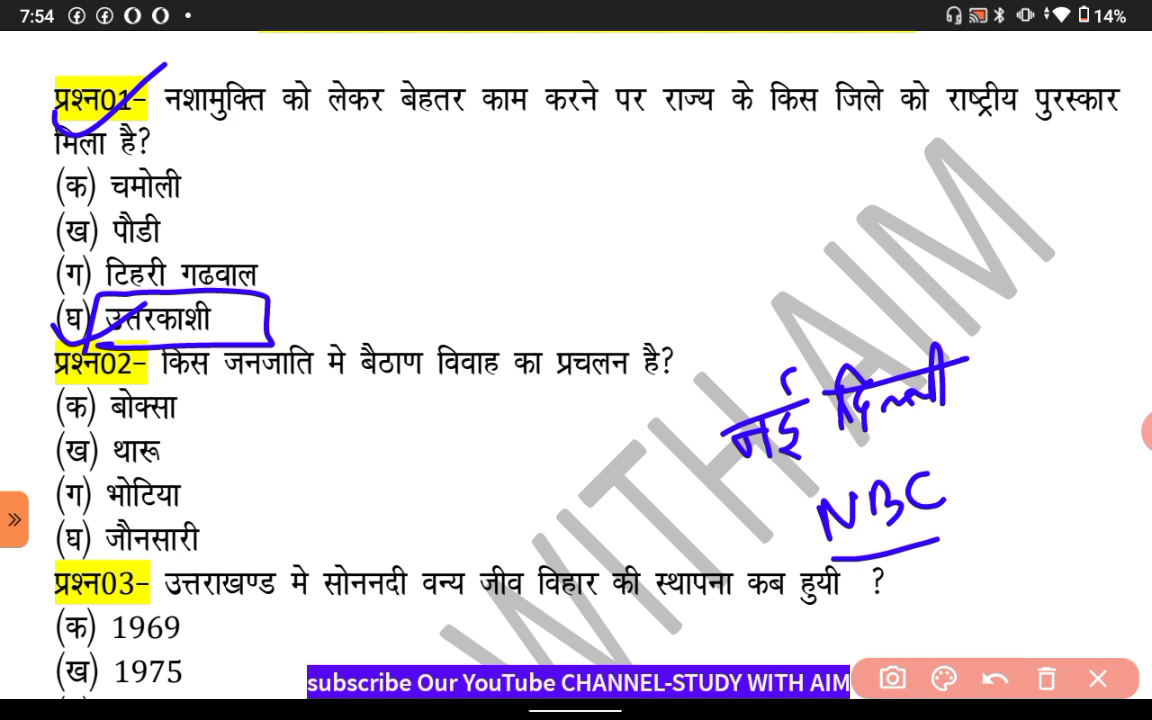 7:54
14%
प्रश्न01- नशामुक्ति को लेकर बेहतर काम करने पर राज्य के किस जिले को राष्ट्रीय पुरस्कार
मिला है?
(क) चमोली
(ख) पौडी
(ग) टिहरी गढवाल
(घ) उत्तरकाशी
प्रश्न02- किस जनजाति मे बैठाण विवाह का प्रचलन है?
(क) बोक्सा
(ख) थारू
नई दिल्ली
(ग) भोटिया
NBC
(घ) जौनसारी
प्रश्न03- उत्तराखण्ड मे सोननदी वन्य जीव विहार की स्थापना कब हुयी ?
(क) 1969
(ख) 1975
WITH AIM
subscribe Our YouTube CHANNEL-STUDY WITH AIM